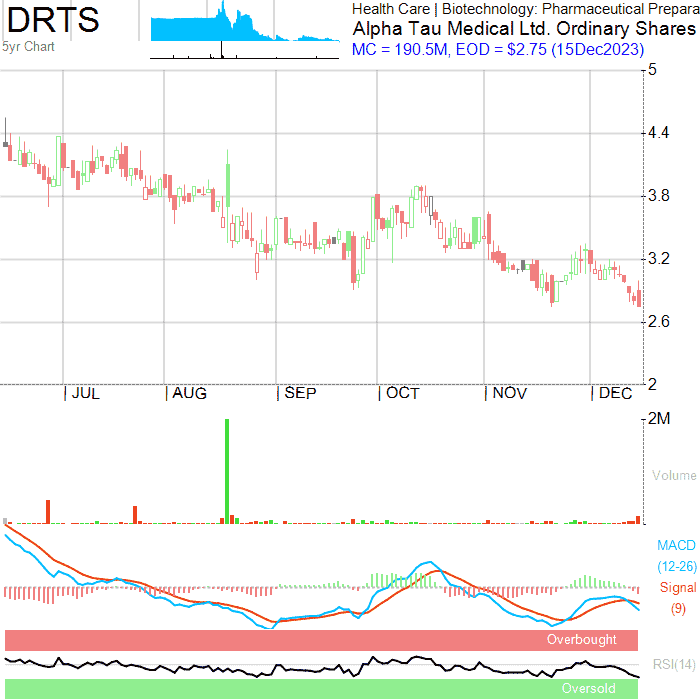 DRTS
5yr Chart
Health Care | Biotechnology: Pharmaceutical Prepara
Alpha Tau Medical Ltd. Ordinary Shares
MC = 190.5M, EOD = $2.75 (15Dec2023)
5
4.4
3.8
3.2
2.6
2
JUL
AUG
SEP
OCT
NOV
DEC
2M
Volume
MACD
(12-26)
Signal
(9)
Overbought
RSI(14)
Oversold